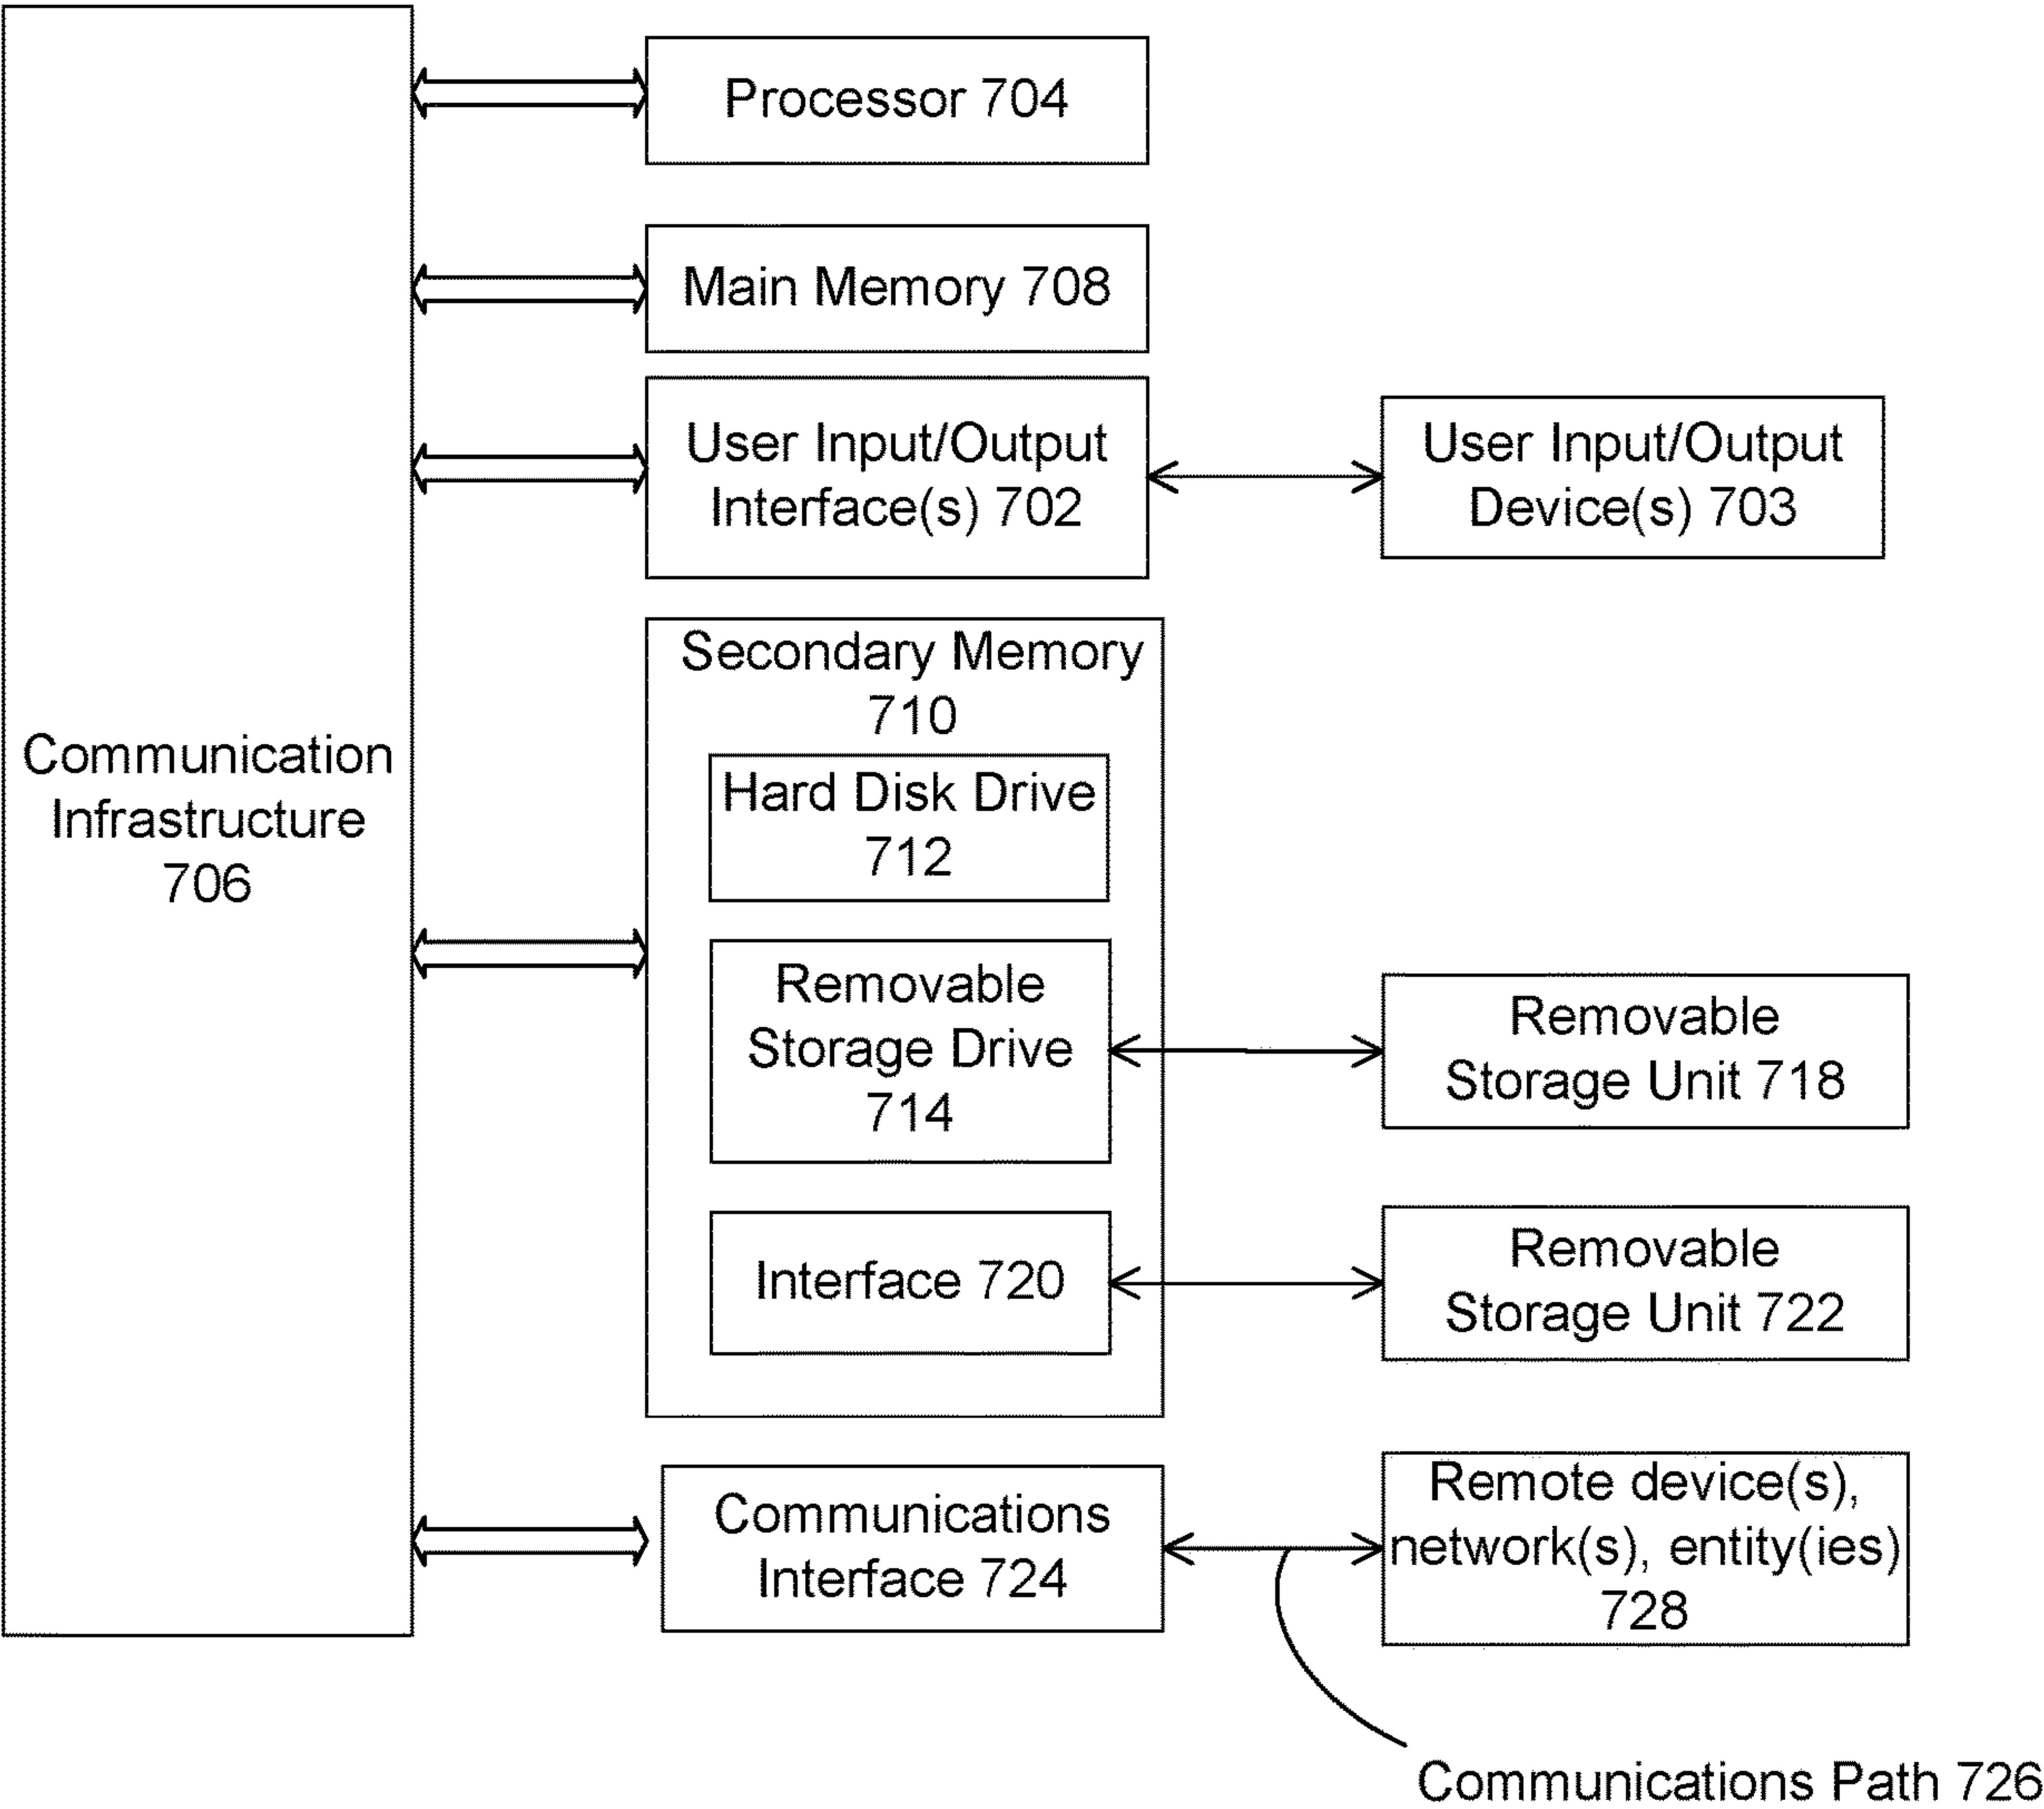 Processor 704
Main Memory 708
User Input/Output
Interface(s) 702
User Input/Output
Device(s) 703
Secondary Memory
710
Communication
Infrastructure
706
Hard Disk Drive
712
Removable
Storage Drive
714
Removable
Storage Unit 718
Interface 720
Removable
Storage Unit 722
Communications
Interface 724
Remote device(s),
network(s), entity(ies)
728
Communications Path 726